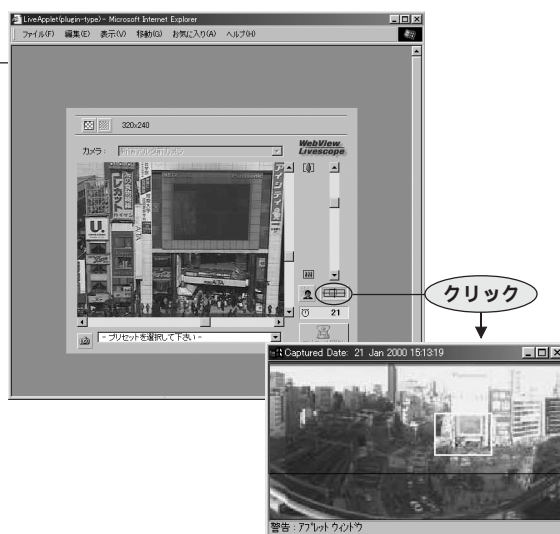 LiveApplet(plugin-type) - Microsoft Internet Explorer
ファイル(F) 編集(E) 表示(V) 移動(G) お気に入り(A) ヘルプ(H)
320×240
カメラ:
WebView
Livescope
U.
ALTA
21
- プリセットを選択して下さい -
クリック
Captured Date: 21 Jan 2000 15:13:19
警告 : アプレット ウィンドウ